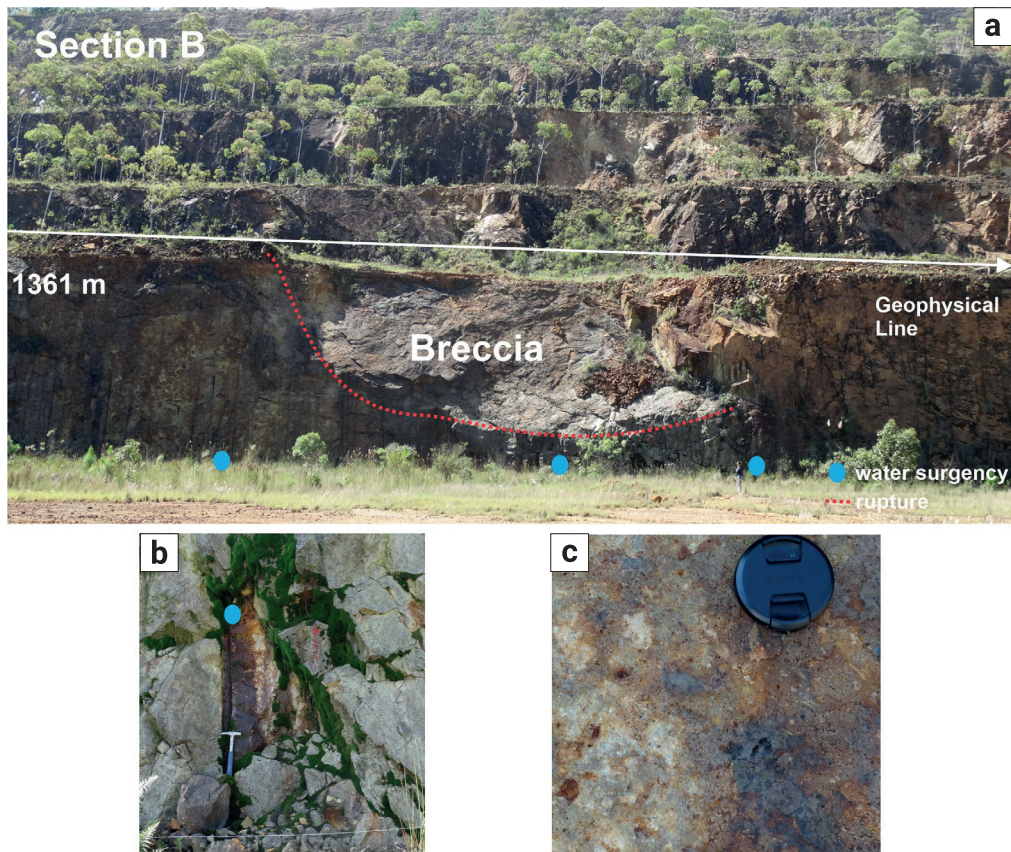 Section B
a
1361 m
Geophysical
Line
Breccia
water surgency
rupture
b
c